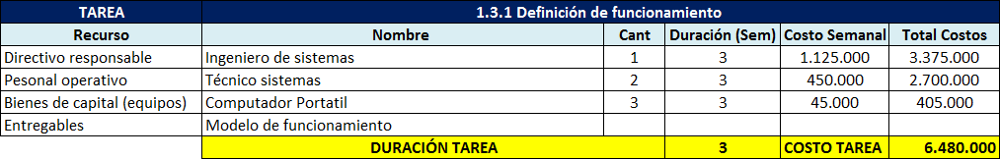 TAREA 1.3.1 Definición de funcionamiento
Recurso Nombre Cant Duración (Sem) Costo Semanal Total Costos
Directivo responsable Ingeniero de sistemas 1 3 1.125.000 3.375.000
Pesonal operativo Técnico sistemas 2 3 450.000 2.700.000
Bienes de capital (equipos) Computador Portatil 3 3 45.000 405.000
Entregables Modelo de funcionamiento
DURACIÓN TAREA 3 COSTO TAREA 6.480.000